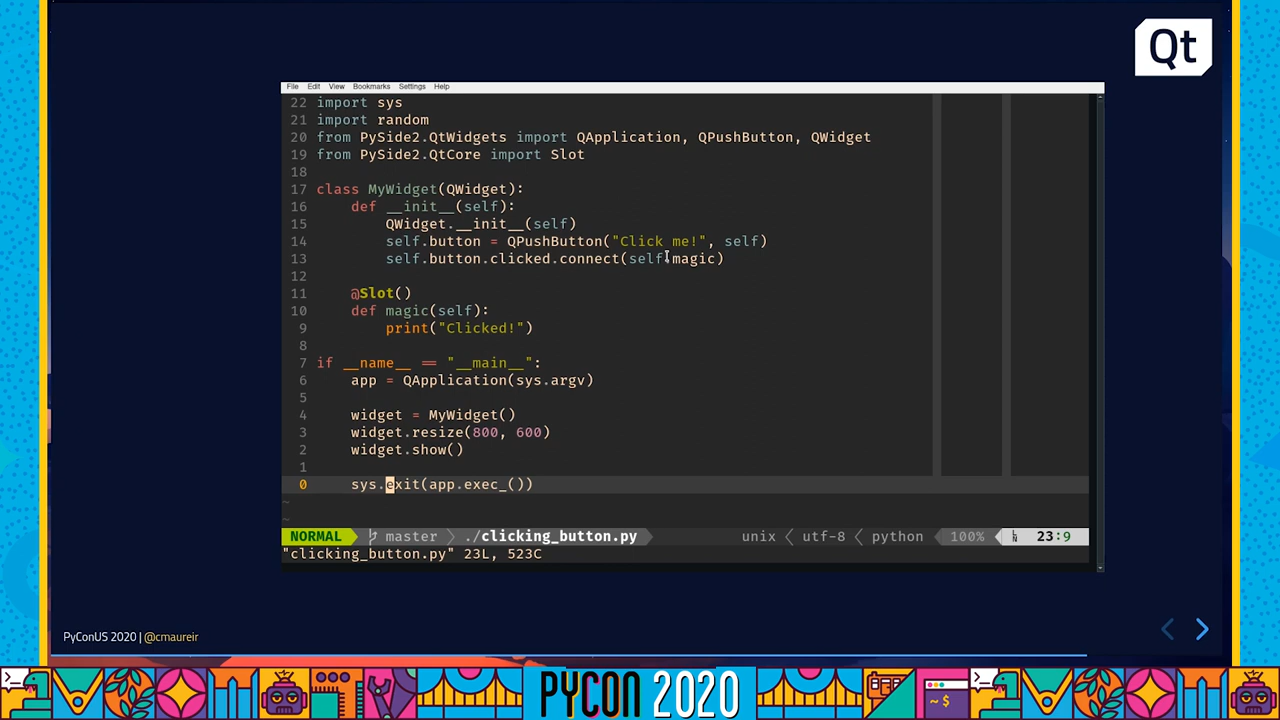 Qt
File Edit View Bookmarks Settings Help
22 import sys
21 import random
20 from PySide2.QtWidgets import QApplication, QPushButton, QWidget
19 from PySide2.QtCore import Slot
18
17 class MyWidget(QWidget):
16 def __init__(self):
15 QWidget.__init__(self)
14 self.button = QPushButton("Click me!", self)
13 self.button.clicked.connect(self.magic)
12
11 @Slot()
10 def magic(self):
9 print("Clicked!")
8
7 if __name__ == "__main__":
6 app = QApplication(sys.argv)
5
4 widget = MyWidget()
3 widget.resize(800, 600)
2 widget.show()
1
0 sys.exit(app.exec_())
~
~
NORMAL master ./clicking_button.py unix utf-8 python 100% 23:9
"clicking_button.py" 23L, 523C
PyConUS 2020 | @cmaureir
PYCON 2020
~$